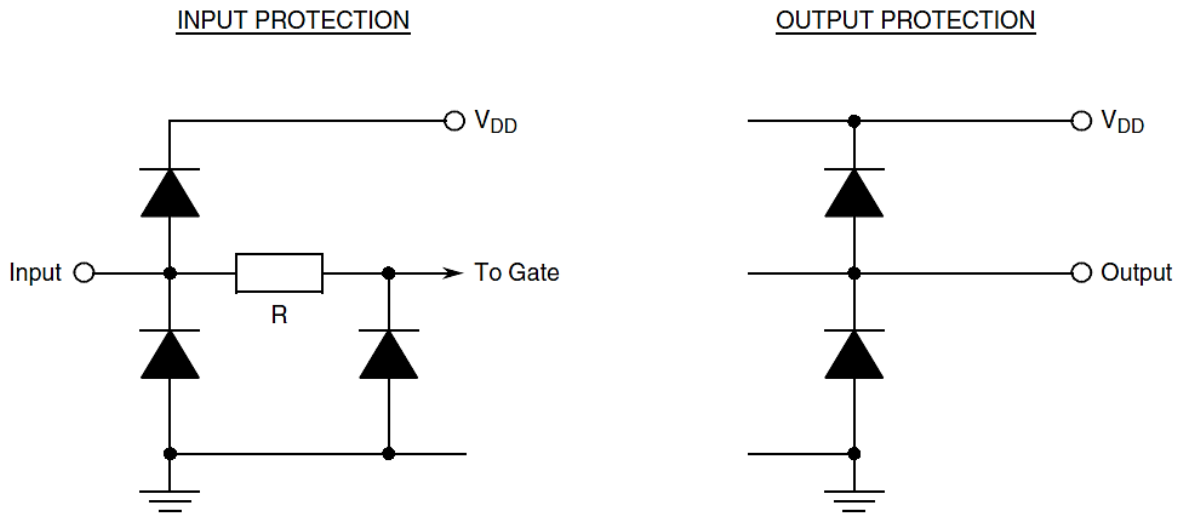 INPUT PROTECTION
OUTPUT PROTECTION
VDD
VDD
Input
To Gate
Output
R